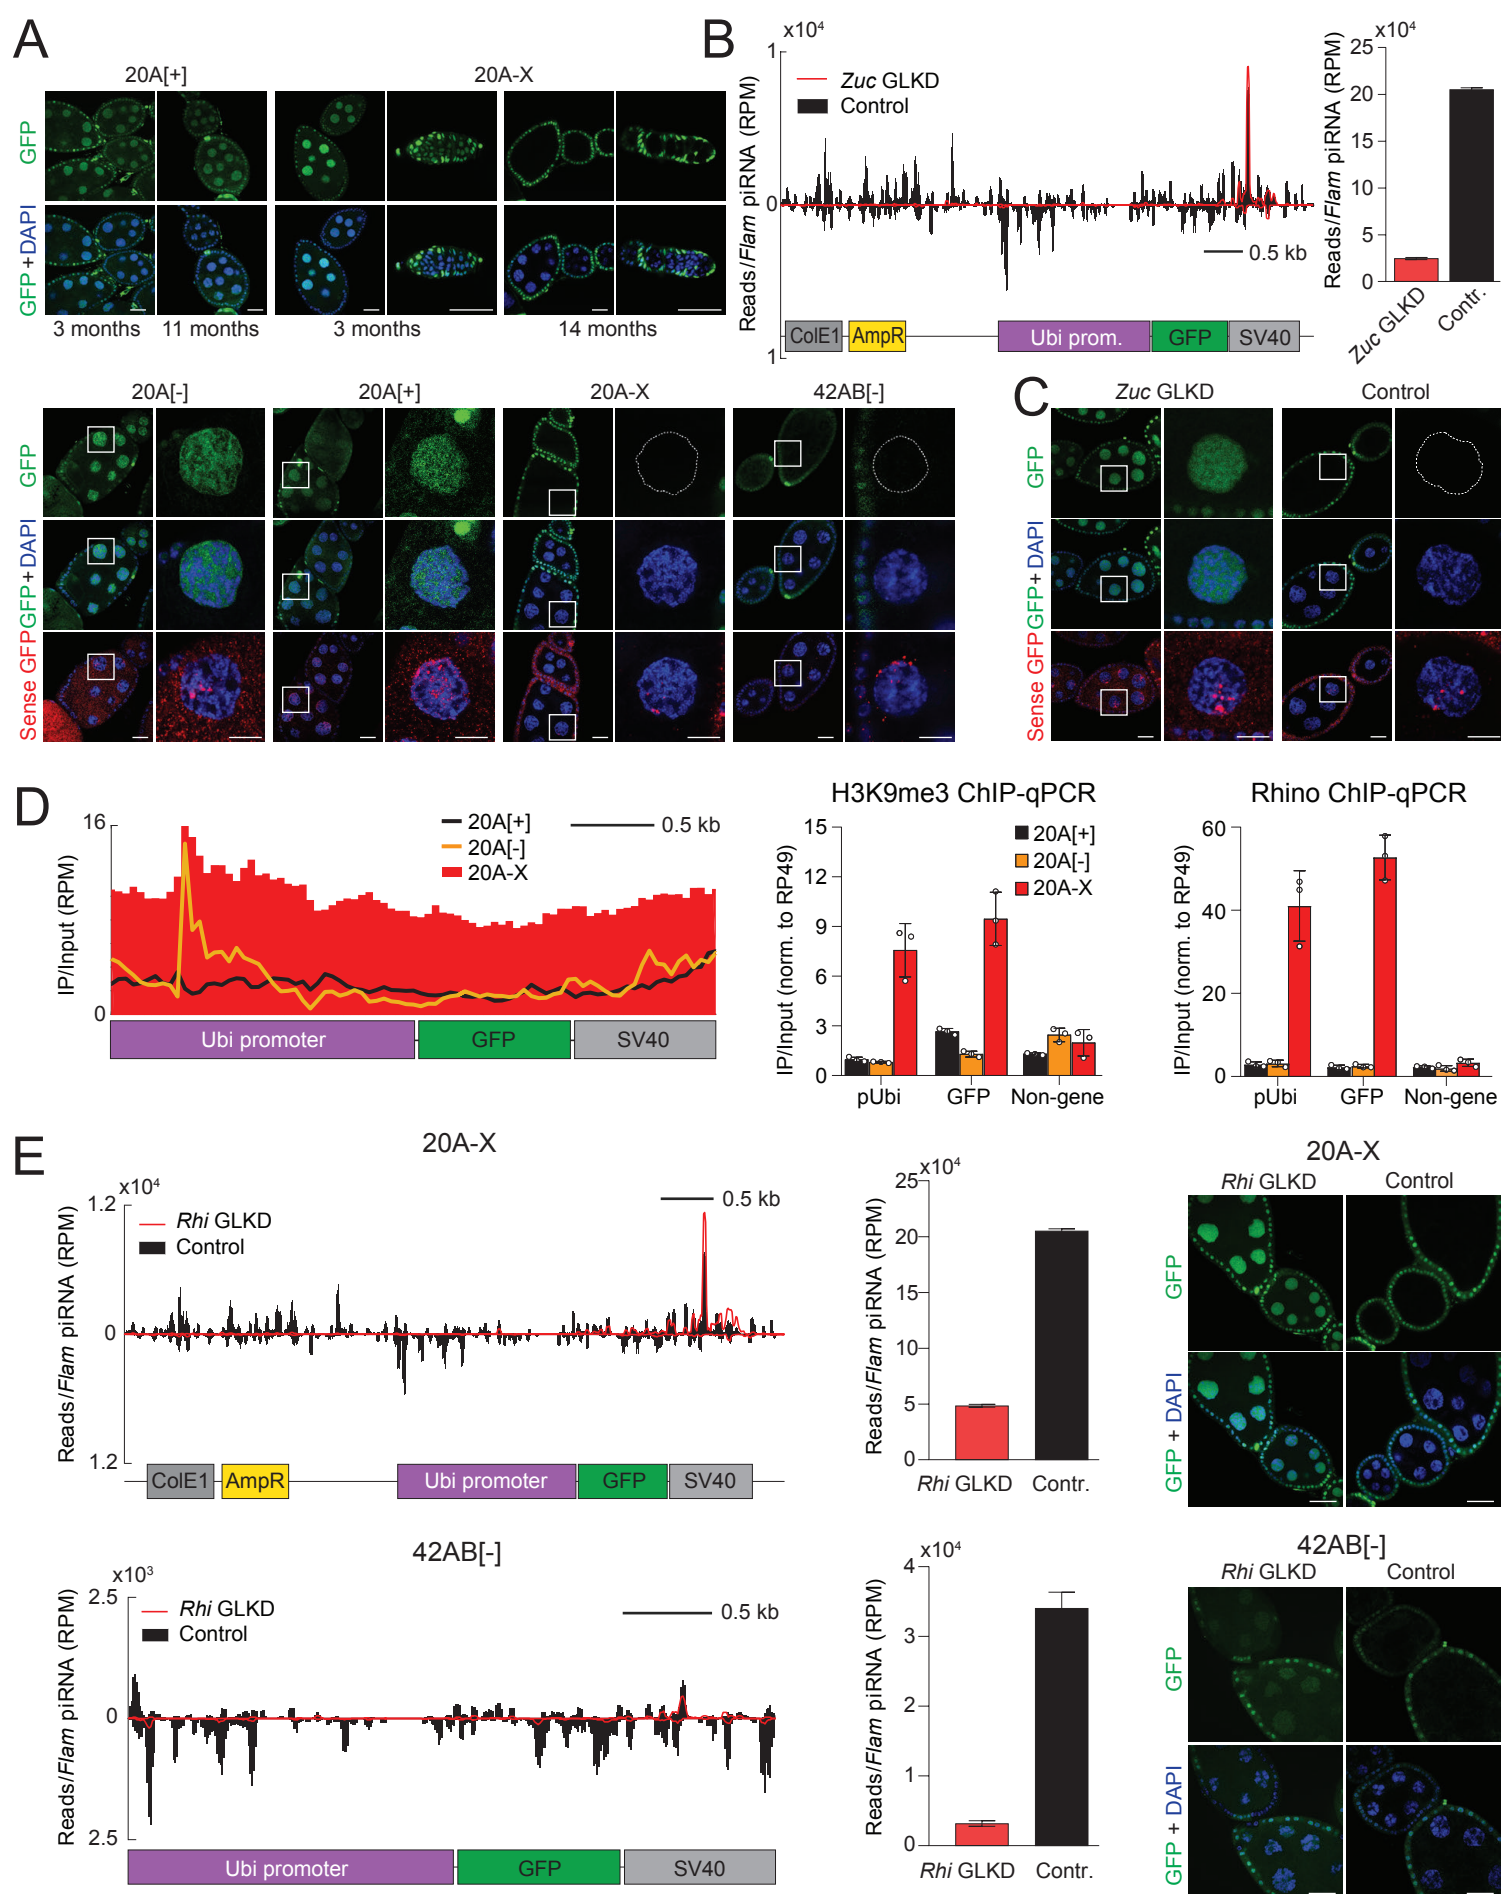 A
20A[+]
20A-X
GFP
GFP + DAPI
3 months
11 months
3 months
14 months
20A[-]
20A[+]
20A-X
42AB[-]
GFP
GFP + DAPI
Sense GFP
B
x10⁴
1
0
1
Reads/Flam piRNA (RPM)
Zuc GLKD
Control
0.5 kb
ColE1
AmpR
Ubi prom.
GFP
SV40
x10⁴
25
20
15
10
5
0
Reads/Flam piRNA (RPM)
Zuc GLKD
Contr.
C
Zuc GLKD
Control
GFP
GFP + DAPI
Sense GFP
D
16
0
IP/Input (RPM)
20A[+]
20A[-]
20A-X
0.5 kb
Ubi promoter
GFP
SV40
H3K9me3 ChIP-qPCR
15
12
9
6
3
0
IP/Input (norm. to RP49)
20A[+]
20A[-]
20A-X
pUbi
GFP
Non-gene
Rhino ChIP-qPCR
60
40
20
0
IP/Input (norm. to RP49)
pUbi
GFP
Non-gene
E
20A-X
x10⁴
1.2
0
1.2
Reads/Flam piRNA (RPM)
Rhi GLKD
Control
0.5 kb
ColE1
AmpR
Ubi promoter
GFP
SV40
x10⁴
25
20
15
10
5
0
Reads/Flam piRNA (RPM)
Rhi GLKD
Contr.
20A-X
Rhi GLKD
Control
GFP
GFP + DAPI
42AB[-]
x10³
2.5
0
2.5
Reads/Flam piRNA (RPM)
Rhi GLKD
Control
0.5 kb
Ubi promoter
GFP
SV40
x10⁴
4
3
2
1
0
Reads/Flam piRNA (RPM)
Rhi GLKD
Contr.
42AB[-]
Rhi GLKD
Control
GFP
GFP + DAPI